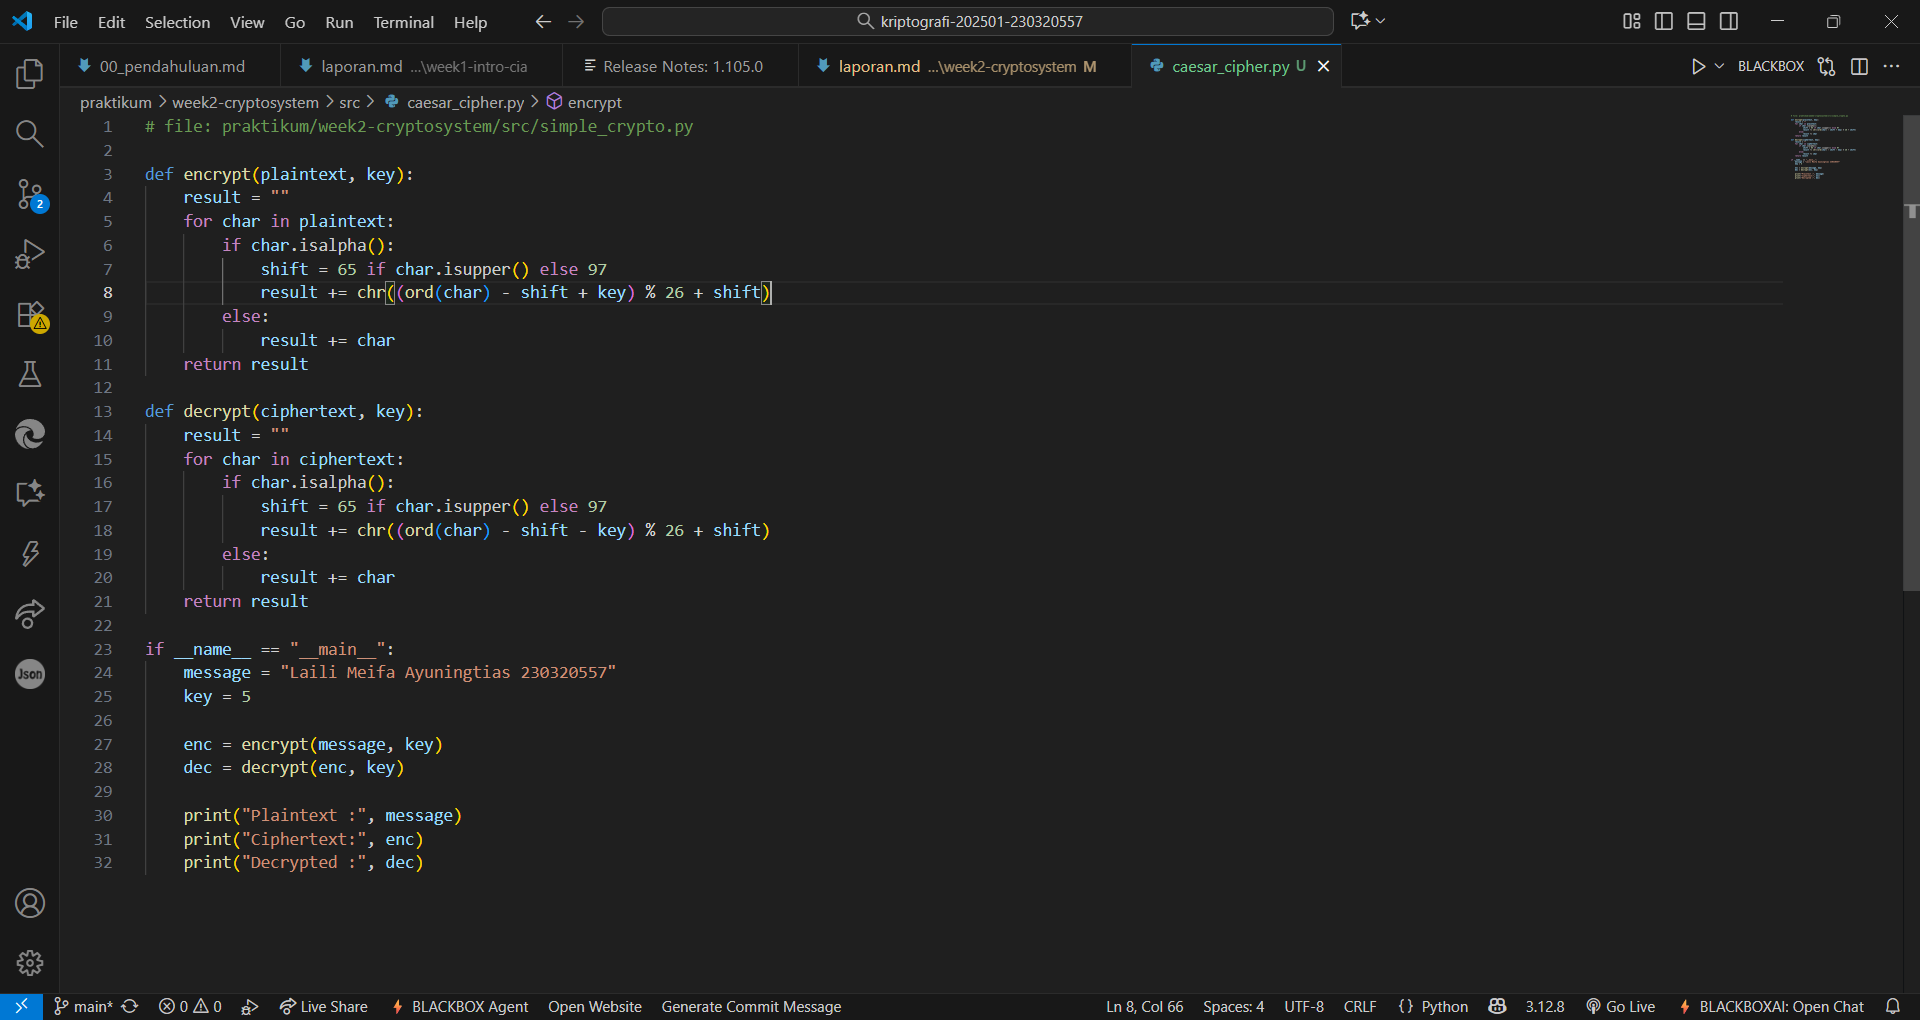 File Edit Selection View Go Run Terminal Help
kriptografi-202501-230320557
00_pendahuluan.md
laporan.md ...\week1-intro-cia
Release Notes: 1.105.0
laporan.md ...\week2-cryptosystem M
caesar_cipher.py U
BLACKBOX
praktikum > week2-cryptosystem > src > caesar_cipher.py > encrypt
1 # file: praktikum/week2-cryptosystem/src/simple_crypto.py
2
3 def encrypt(plaintext, key):
4     result = ""
5     for char in plaintext:
6         if char.isalpha():
7             shift = 65 if char.isupper() else 97
8             result += chr((ord(char) - shift + key) % 26 + shift)
9         else:
10             result += char
11     return result
12
13 def decrypt(ciphertext, key):
14     result = ""
15     for char in ciphertext:
16         if char.isalpha():
17             shift = 65 if char.isupper() else 97
18             result += chr((ord(char) - shift - key) % 26 + shift)
19         else:
20             result += char
21     return result
22
23 if __name__ == "__main__":
24     message = "Laili Meifa Ayuningtias 230320557"
25     key = 5
26
27     enc = encrypt(message, key)
28     dec = decrypt(enc, key)
29
30     print("Plaintext :", message)
31     print("Ciphertext:", enc)
32     print("Decrypted :", dec)
2
Json
main* 0 0 Live Share BLACKBOX Agent Open Website Generate Commit Message Ln 8, Col 66 Spaces: 4 UTF-8 CRLF {} Python 3.12.8 Go Live BLACKBOXAI: Open Chat